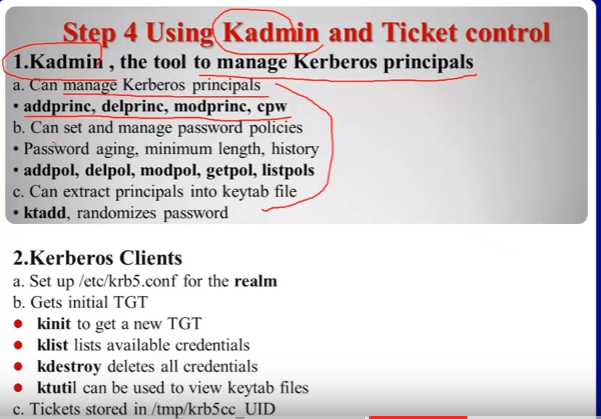 Step 4 Using Kadmin and Ticket control
1.Kadmin , the tool to manage Kerberos principals
a. Can manage Kerberos principals
• addprinc, delprinc, modprinc, cpw
b. Can set and manage password policies
• Password aging, minimum length, history
• addpol, delpol, modpol, getpol, listpols
c. Can extract principals into keytab file
• ktadd, randomizes password
2.Kerberos Clients
a. Set up /etc/krb5.conf for the realm
b. Gets initial TGT
● kinit to get a new TGT
● klist lists available credentials
● kdestroy deletes all credentials
● ktutil can be used to view keytab files
c. Tickets stored in /tmp/krb5cc_UID